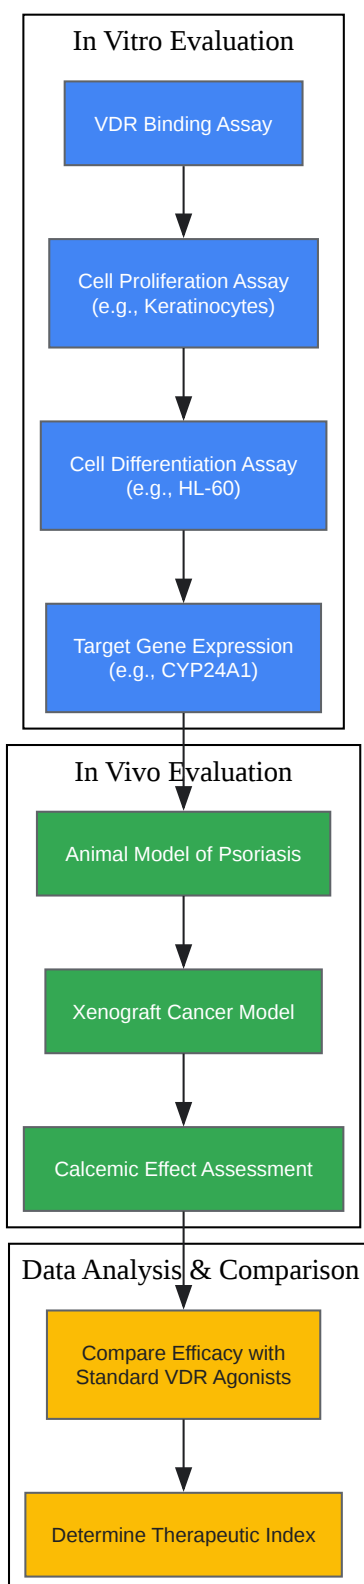 In Vitro Evaluation
VDR Binding Assay
Cell Proliferation Assay
(e.g., Keratinocytes)
Cell Differentiation Assay
(e.g., HL-60)
Target Gene Expression
(e.g., CYP24A1)
In Vivo Evaluation
Animal Model of Psoriasis
Xenograft Cancer Model
Calcemic Effect Assessment
Data Analysis & Comparison
Compare Efficacy with
Standard VDR Agonists
Determine Therapeutic Index